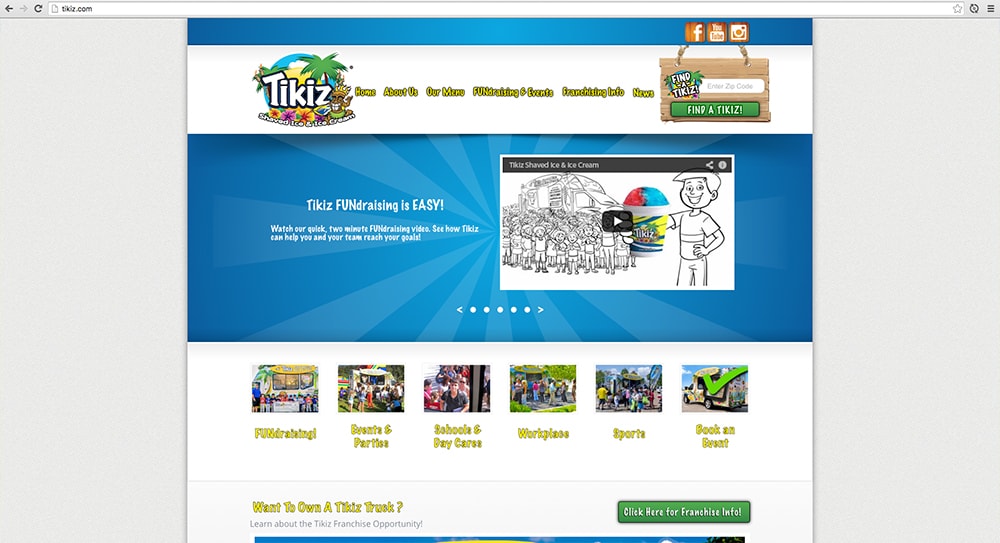 tikiz.com
You
Tube
Tikiz
Shaved Ice & Ice Cream
Home About Us Our Menu FUNdraising & Events Franchising Info News
FIND
A
TIKIZ!
Enter Zip Code
FIND A TIKIZ!
Tikiz Shaved Ice & Ice Cream
Tikiz
Tikiz FUNdraising is EASY!
Watch our quick, two minute FUNdraising video. See how Tikiz
can help you and your team reach your goals!
FUNdraising!
Events &
Parties
Schools &
Day Cares
Workplace
Sports
Book an
Event
Want To Own A Tikiz Truck ?
Learn about the Tikiz Franchise Opportunity!
Click Here for Franchise Info!